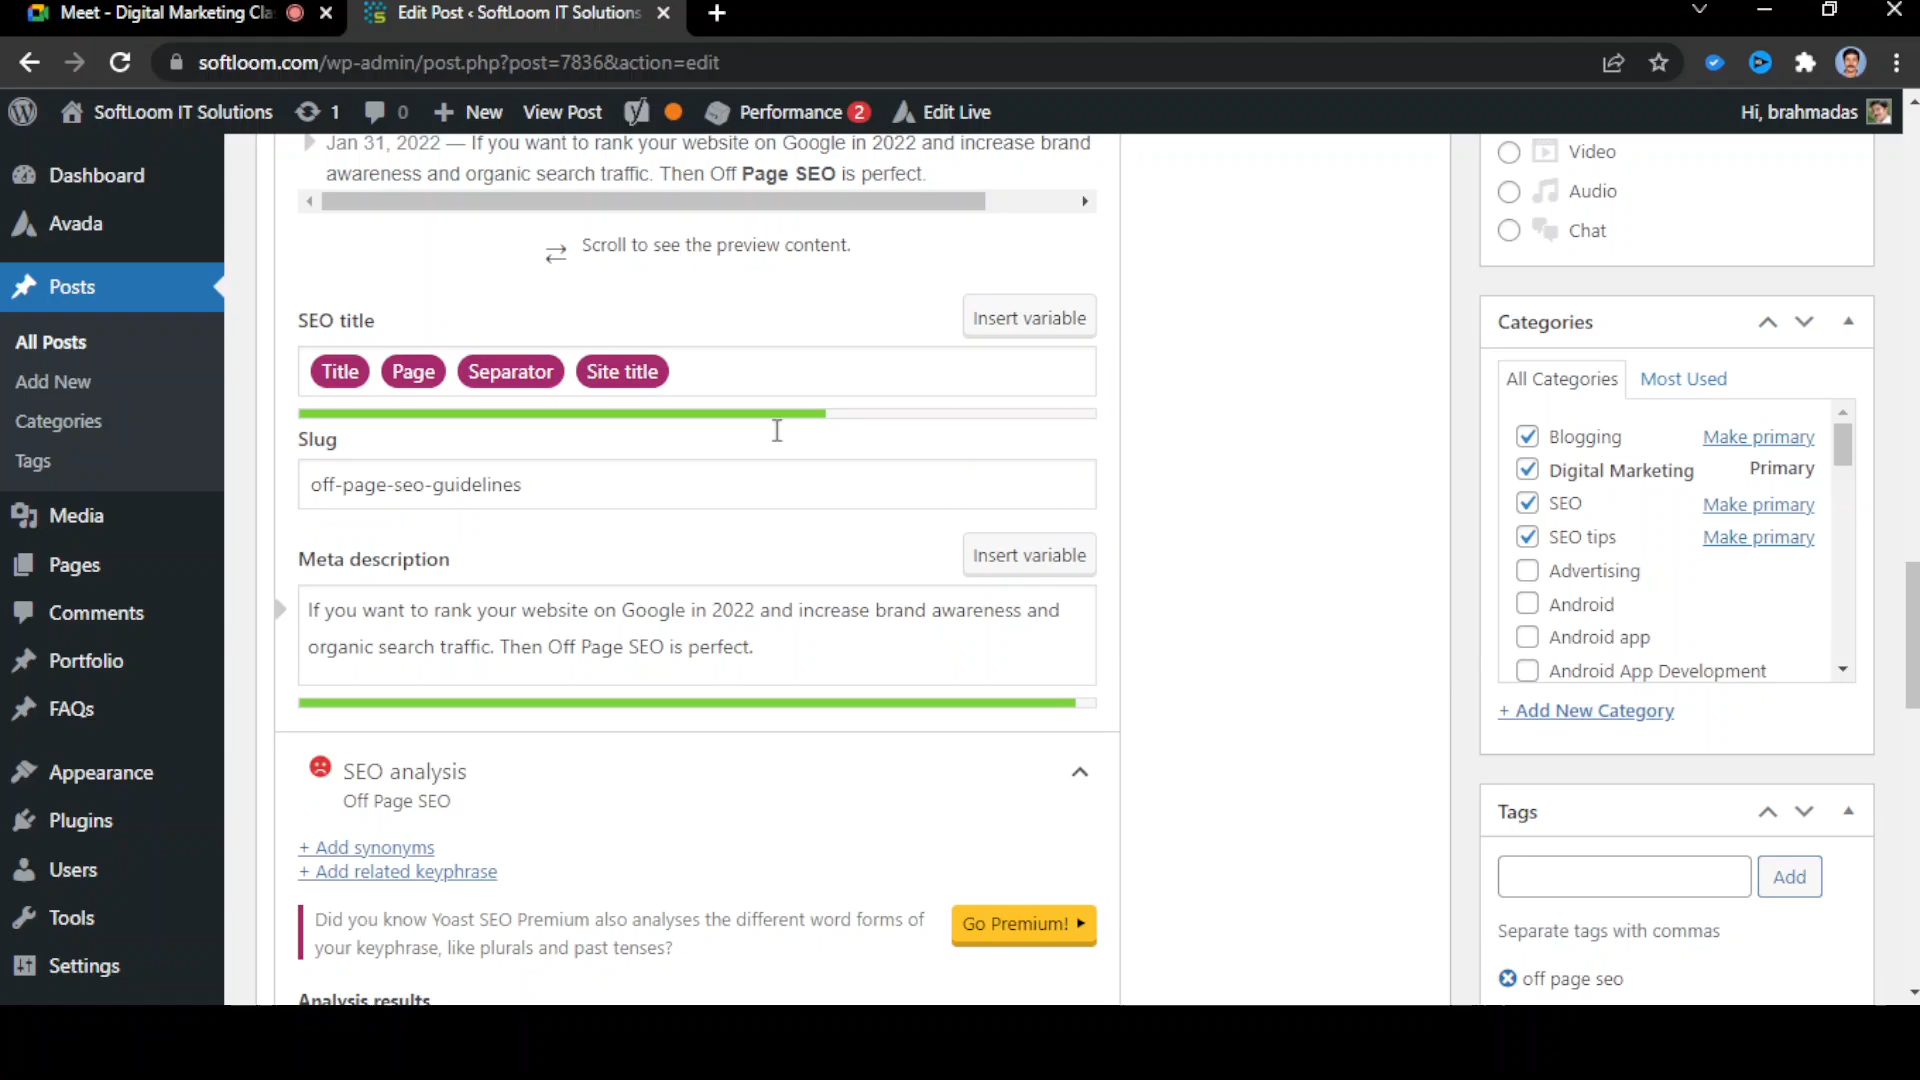 Meet - Digital Marketing Cla
Edit Post ‹ SoftLoom IT Solutions
softloom.com/wp-admin/post.php?post=7836&action=edit
SoftLoom IT Solutions
1
0
New
View Post
Performance 2
Edit Live
Hi, brahmadas
Dashboard
Avada
Posts
All Posts
Add New
Categories
Tags
Media
Pages
Comments
Portfolio
FAQs
Appearance
Plugins
Users
Tools
Settings
Jan 31, 2022 — If you want to rank your website on Google in 2022 and increase brand
awareness and organic search traffic. Then Off Page SEO is perfect.
Scroll to see the preview content.
SEO title
Insert variable
Title Page Separator Site title
Slug
off-page-seo-guidelines
Meta description
Insert variable
If you want to rank your website on Google in 2022 and increase brand awareness and
organic search traffic. Then Off Page SEO is perfect.
SEO analysis
Off Page SEO
+ Add synonyms
+ Add related keyphrase
Did you know Yoast SEO Premium also analyses the different word forms of
your keyphrase, like plurals and past tenses?
Go Premium!
Analysis results
Video
Audio
Chat
Categories
All Categories
Most Used
Blogging Make primary
Digital Marketing Primary
SEO Make primary
SEO tips Make primary
Advertising
Android
Android app
Android App Development
+ Add New Category
Tags
Add
Separate tags with commas
off page seo